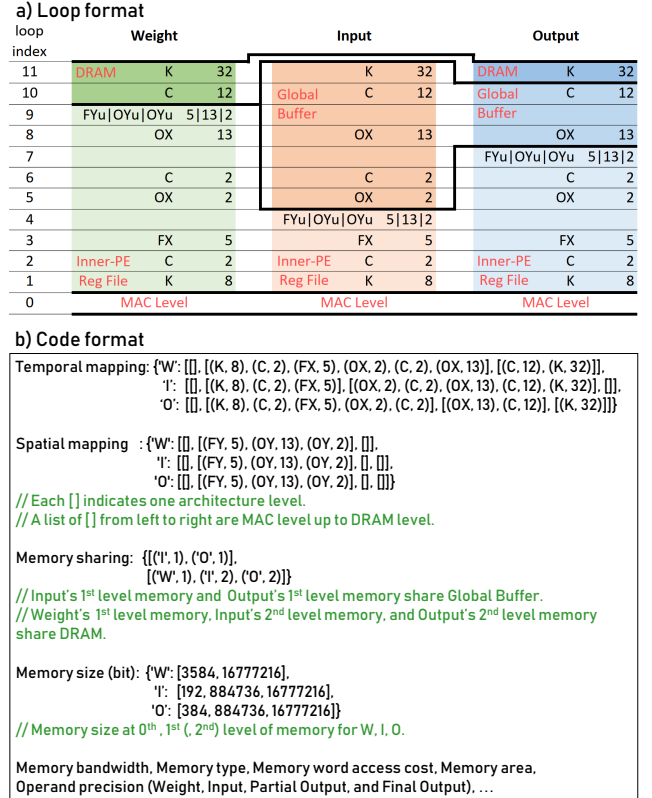 a) Loop format
loop index Weight Input Output
11 DRAM K 32 K 32 DRAM K 32
10 C 12 Global C 12 Global C 12
9 FYu|OYu|OYu 5|13|2 Buffer Buffer
8 OX 13 OX 13 OX 13
7 FYu|OYu|OYu 5|13|2
6 C 2 C 2 C 2
5 OX 2 OX 2 OX 2
4 FYu|OYu|OYu 5|13|2
3 FX 5 FX 5 FX 5
2 Inner-PE C 2 Inner-PE C 2 Inner-PE C 2
1 Reg File K 8 Reg File K 8 Reg File K 8
0 MAC Level MAC Level MAC Level
b) Code format
Temporal mapping: {'W': [[], [(K, 8), (C, 2), (FX, 5), (OX, 2), (C, 2), (OX, 13)], [(C, 12), (K, 32)]],
'I': [[], [(K, 8), (C, 2), (FX, 5)], [(OX, 2), (C, 2), (OX, 13), (C, 12), (K, 32)], []],
'O': [[], [(K, 8), (C, 2), (FX, 5), (OX, 2), (C, 2)], [(OX, 13), (C, 12)], [(K, 32)]]}
Spatial mapping : {'W': [[], [(FY, 5), (OY, 13), (OY, 2)], []],
'I': [[], [(FY, 5), (OY, 13), (OY, 2)], [], []],
'O': [[], [(FY, 5), (OY, 13), (OY, 2)], [], []]}
// Each [ ] indicates one architecture level.
// A list of [ ] from left to right are MAC level up to DRAM level.
Memory sharing: {[('I', 1), ('O', 1)],
[('W', 1), ('I', 2), ('O', 2)]}
// Input's 1st level memory and Output's 1st level memory share Global Buffer.
// Weight's 1st level memory, Input's 2nd level memory, and Output's 2nd level memory
share DRAM.
Memory size (bit): {'W': [3584, 16777216],
'I': [192, 884736, 16777216],
'O': [384, 884736, 16777216]}
// Memory size at 0th , 1st (, 2nd) level of memory for W, I, O.
Memory bandwidth, Memory type, Memory word access cost, Memory area,
Operand precision (Weight, Input, Partial Output, and Final Output), ...